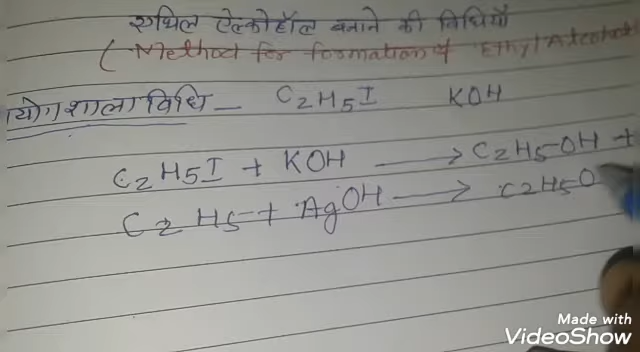 एथिल ऐल्कोहॉल बनाने की विधियाँ
( Method for formation of Ethyl Alcohol
योगशाला विधि — C2H5I KOH
C2H5I + KOH → C2H5-OH +
C2H5 + AgOH → C2H5O
Made with
VideoShow